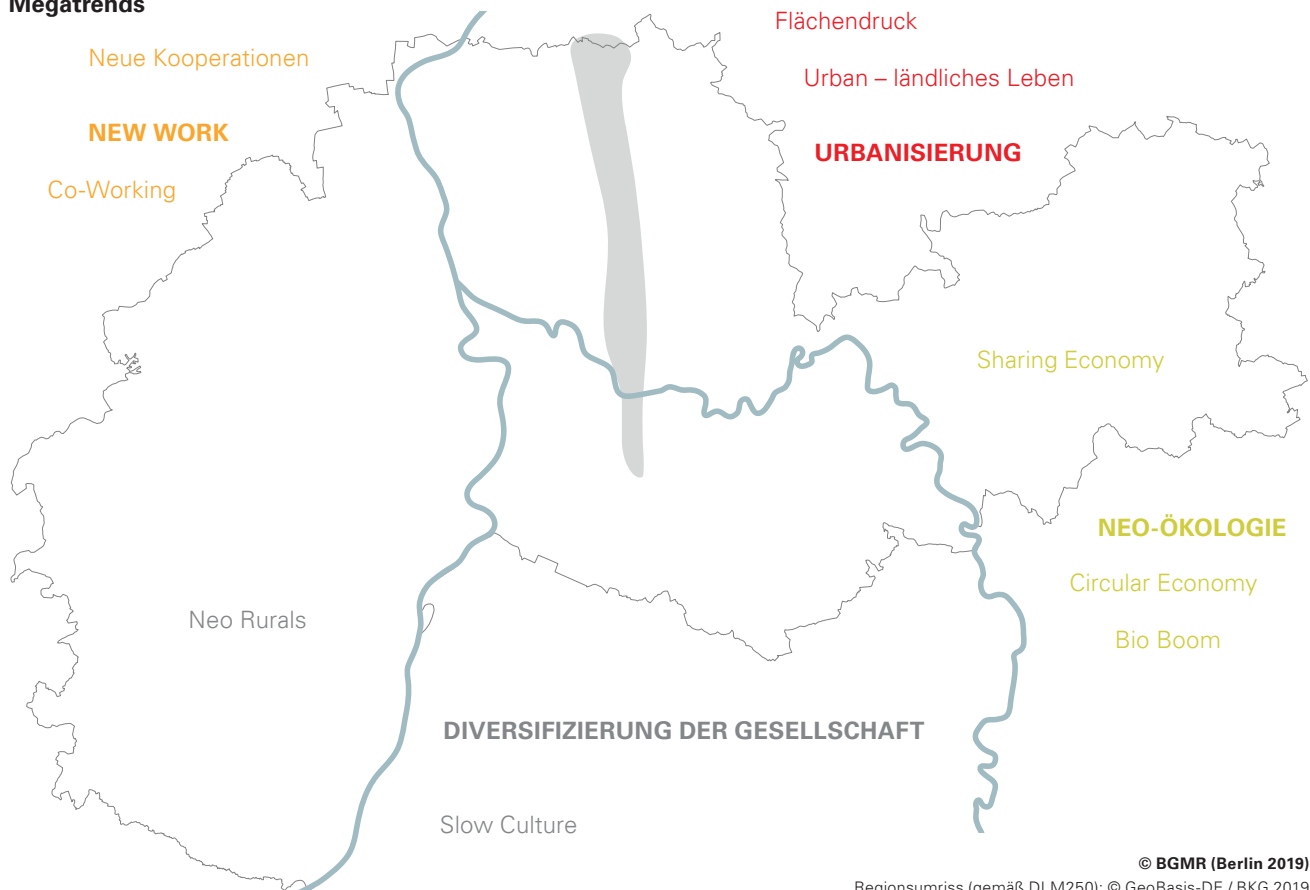 Megatrends
Flächendruck
Neue Kooperationen
Urban – ländliches Leben
NEW WORK
URBANISIERUNG
Co-Working
Sharing Economy
NEO-ÖKOLOGIE
Circular Economy
Neo Rurals
Bio Boom
DIVERSIFIZIERUNG DER GESELLSCHAFT
Slow Culture
© BGMR (Berlin 2019)
Regionsumriss (gemäß DLM250): © GeoBasis-DE / BKG 2019